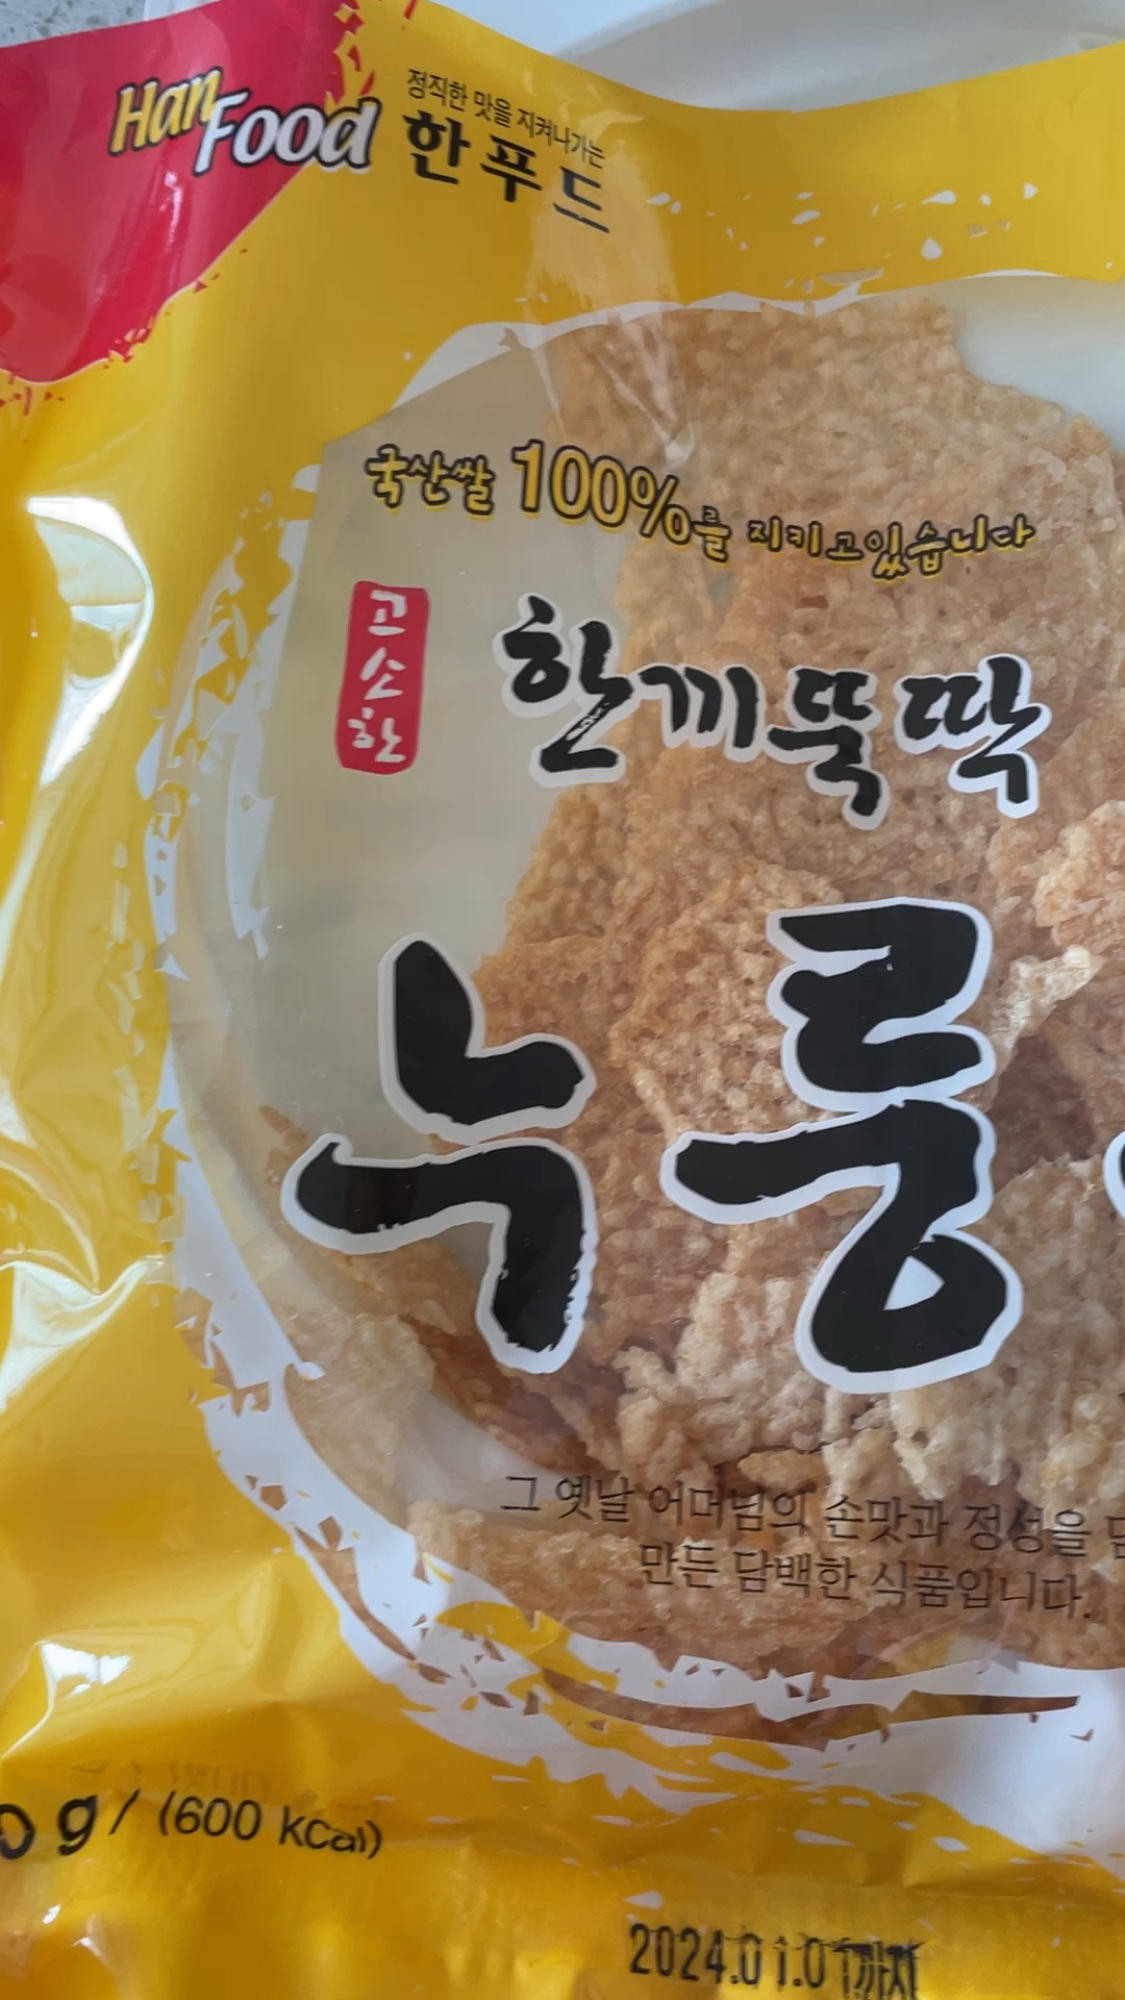 HanFood
정직한 맛을 지켜나가는
한푸드
국산쌀 100%를 지키고있습니다
고소한
한끼뚝딱
누룽
그 옛날 어머님의 손맛과 정성을
만든 담백한 식품입니다.
0 g/ (600 kcal)
2024.01.01까지